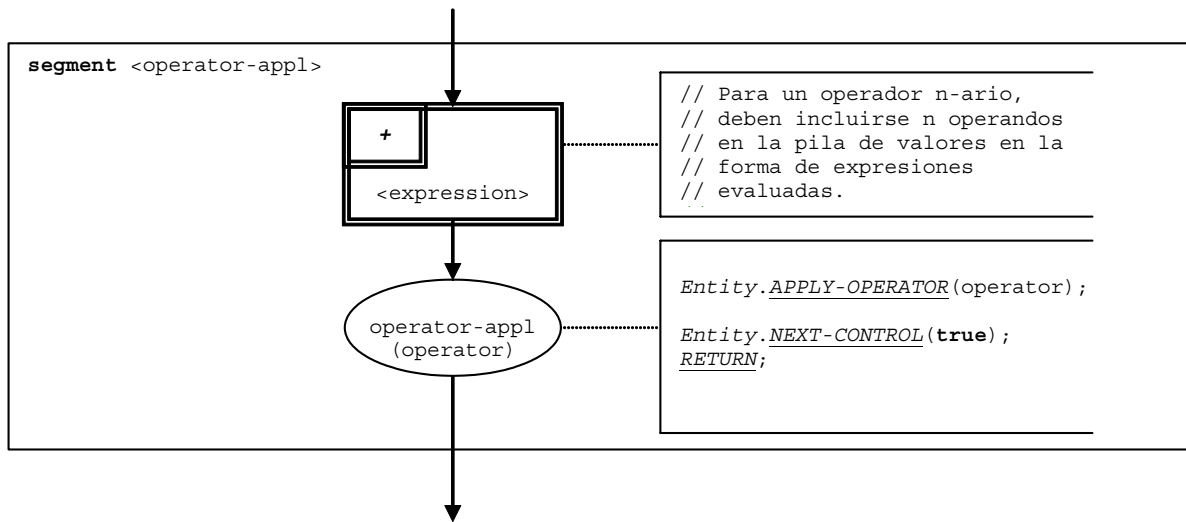 segment <operator-appl>
+
<expression>
// Para un operador n-ario,
// deben incluirse n operandos
// en la pila de valores en la
// forma de expresiones
// evaluadas.
operator-appl
(operator)
Entity.APPLY-OPERATOR(operator);
Entity.NEXT-CONTROL(true);
RETURN;